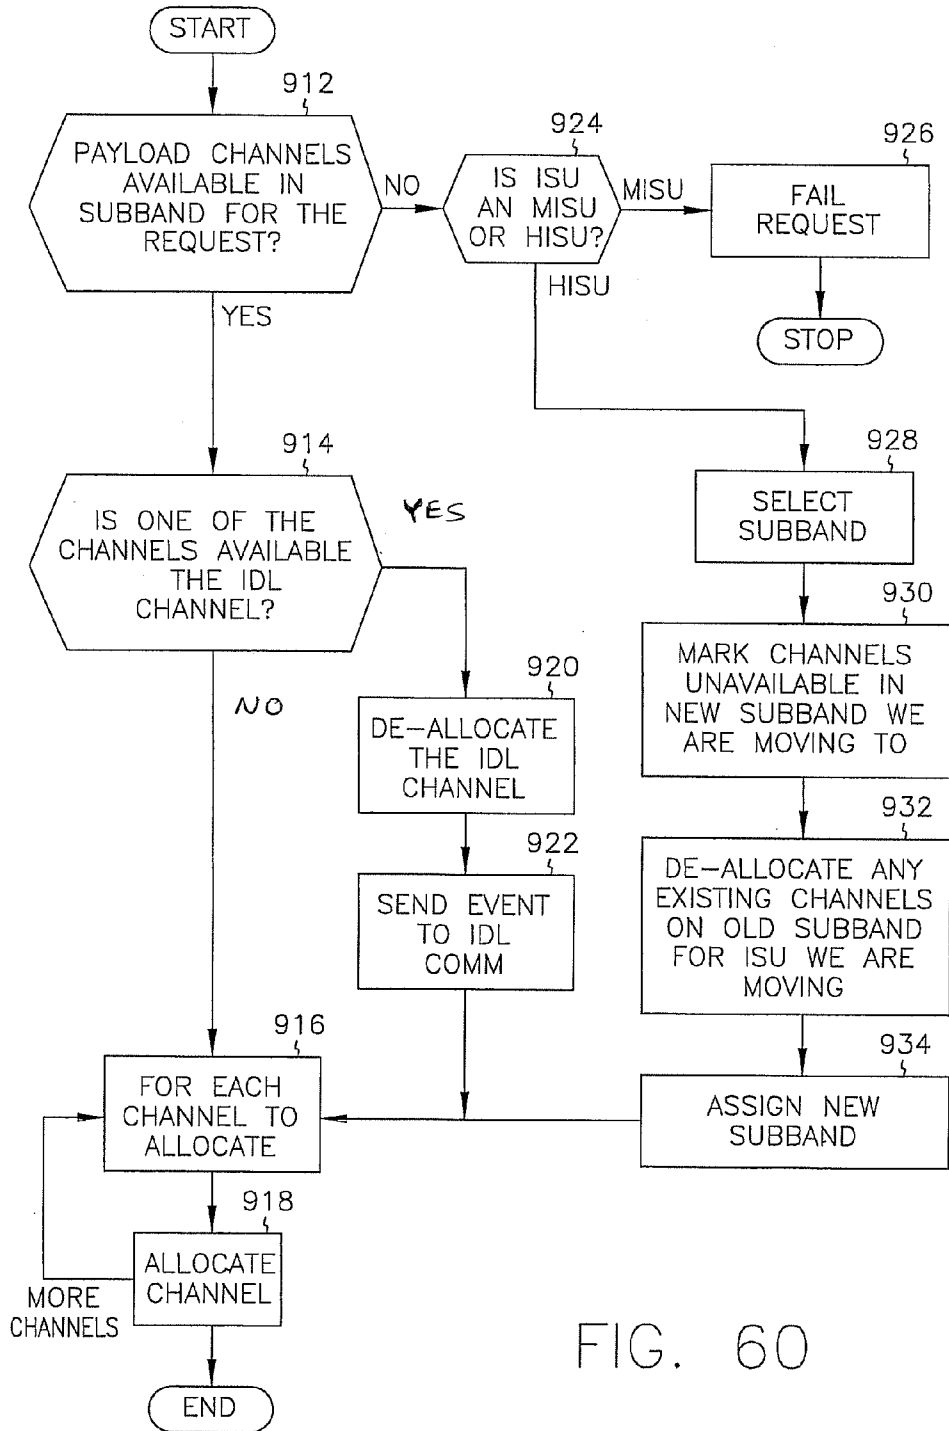 START
912
PAYLOAD CHANNELS
AVAILABLE IN
SUBBAND FOR THE
REQUEST?
NO
YES
924
IS ISU
AN MISU
OR HISU?
MISU
HISU
926
FAIL
REQUEST
STOP
914
IS ONE OF THE
CHANNELS AVAILABLE
THE IDL
CHANNEL?
YES
NO
928
SELECT
SUBBAND
930
MARK CHANNELS
UNAVAILABLE IN
NEW SUBBAND WE
ARE MOVING TO
920
DE-ALLOCATE
THE IDL
CHANNEL
922
SEND EVENT
TO IDL
COMM
932
DE-ALLOCATE ANY
EXISTING CHANNELS
ON OLD SUBBAND
FOR ISU WE ARE
MOVING
934
ASSIGN NEW
SUBBAND
916
FOR EACH
CHANNEL TO
ALLOCATE
918
ALLOCATE
CHANNEL
MORE
CHANNELS
END
FIG. 60